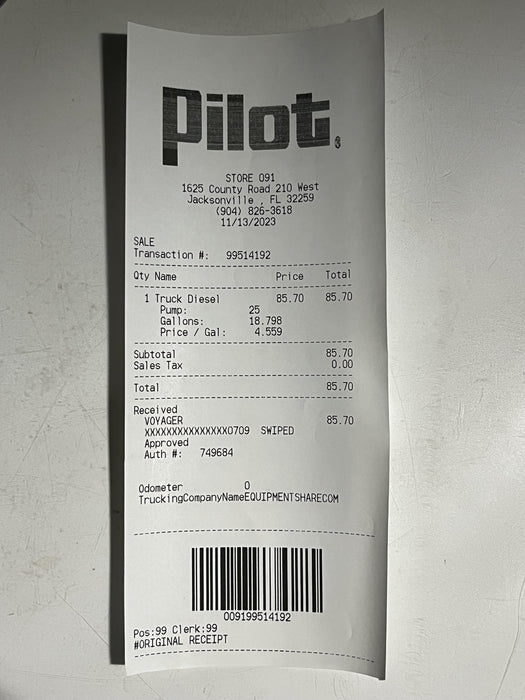 Pilot®
STORE 091
1625 County Road 210 West
Jacksonville , FL 32259
(904) 826-3618
11/13/2023
SALE
Transaction #: 99514192
Qty Name Price Total
1 Truck Diesel 85.70 85.70
Pump: 25
Gallons: 18.798
Price / Gal: 4.559
Subtotal 85.70
Sales Tax 0.00
Total 85.70
Received
VOYAGER 85.70
XXXXXXXXXXXXXXX0709 SWIPED
Approved
Auth #: 749684
Odometer 0
TruckingCompanyNameEQUIPMENTSHARECOM
009199514192
Pos:99 Clerk:99
#ORIGINAL RECEIPT